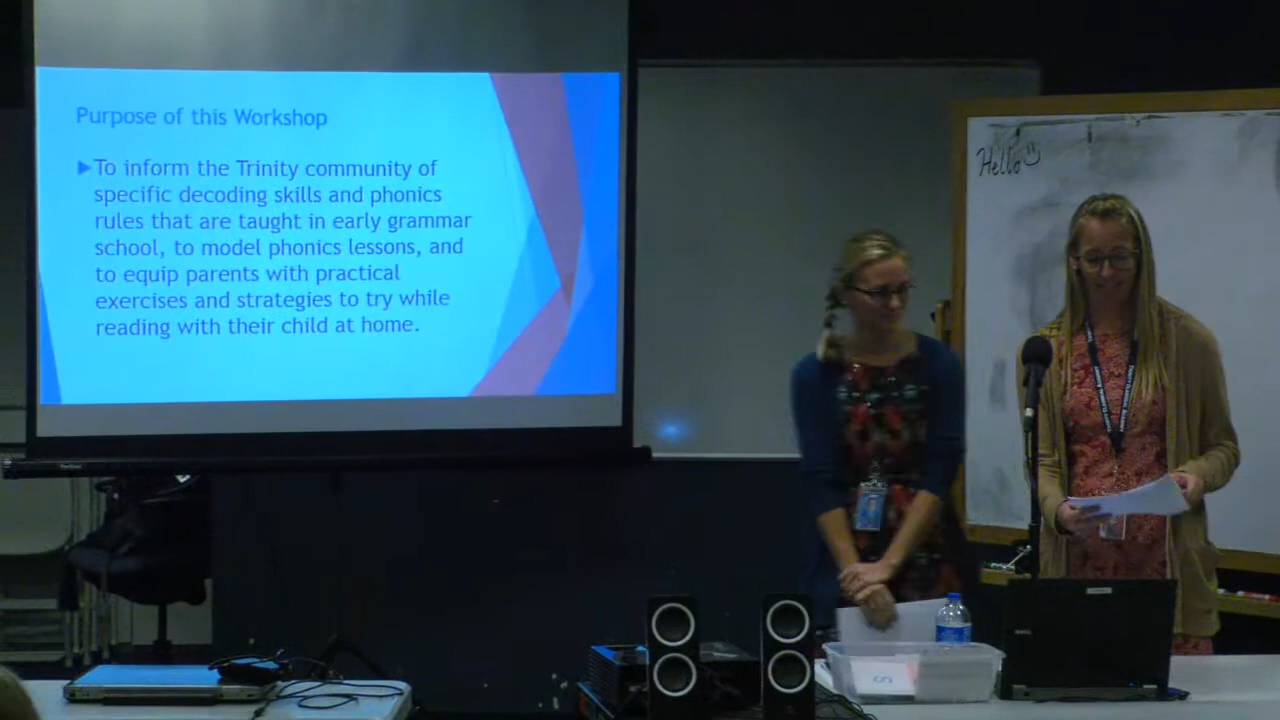 Purpose of this Workshop
To inform the Trinity community of
specific decoding skills and phonics
rules that are taught in early grammar
school, to model phonics lessons, and
to equip parents with practical
exercises and strategies to try while
reading with their child at home.
Hello